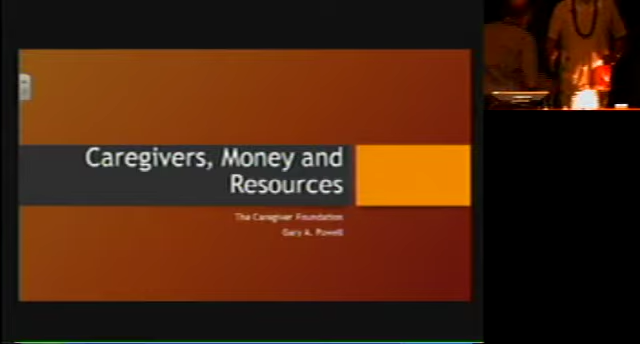 Caregivers, Money and
Resources
The Caregiver Foundation
Gary A. Powell